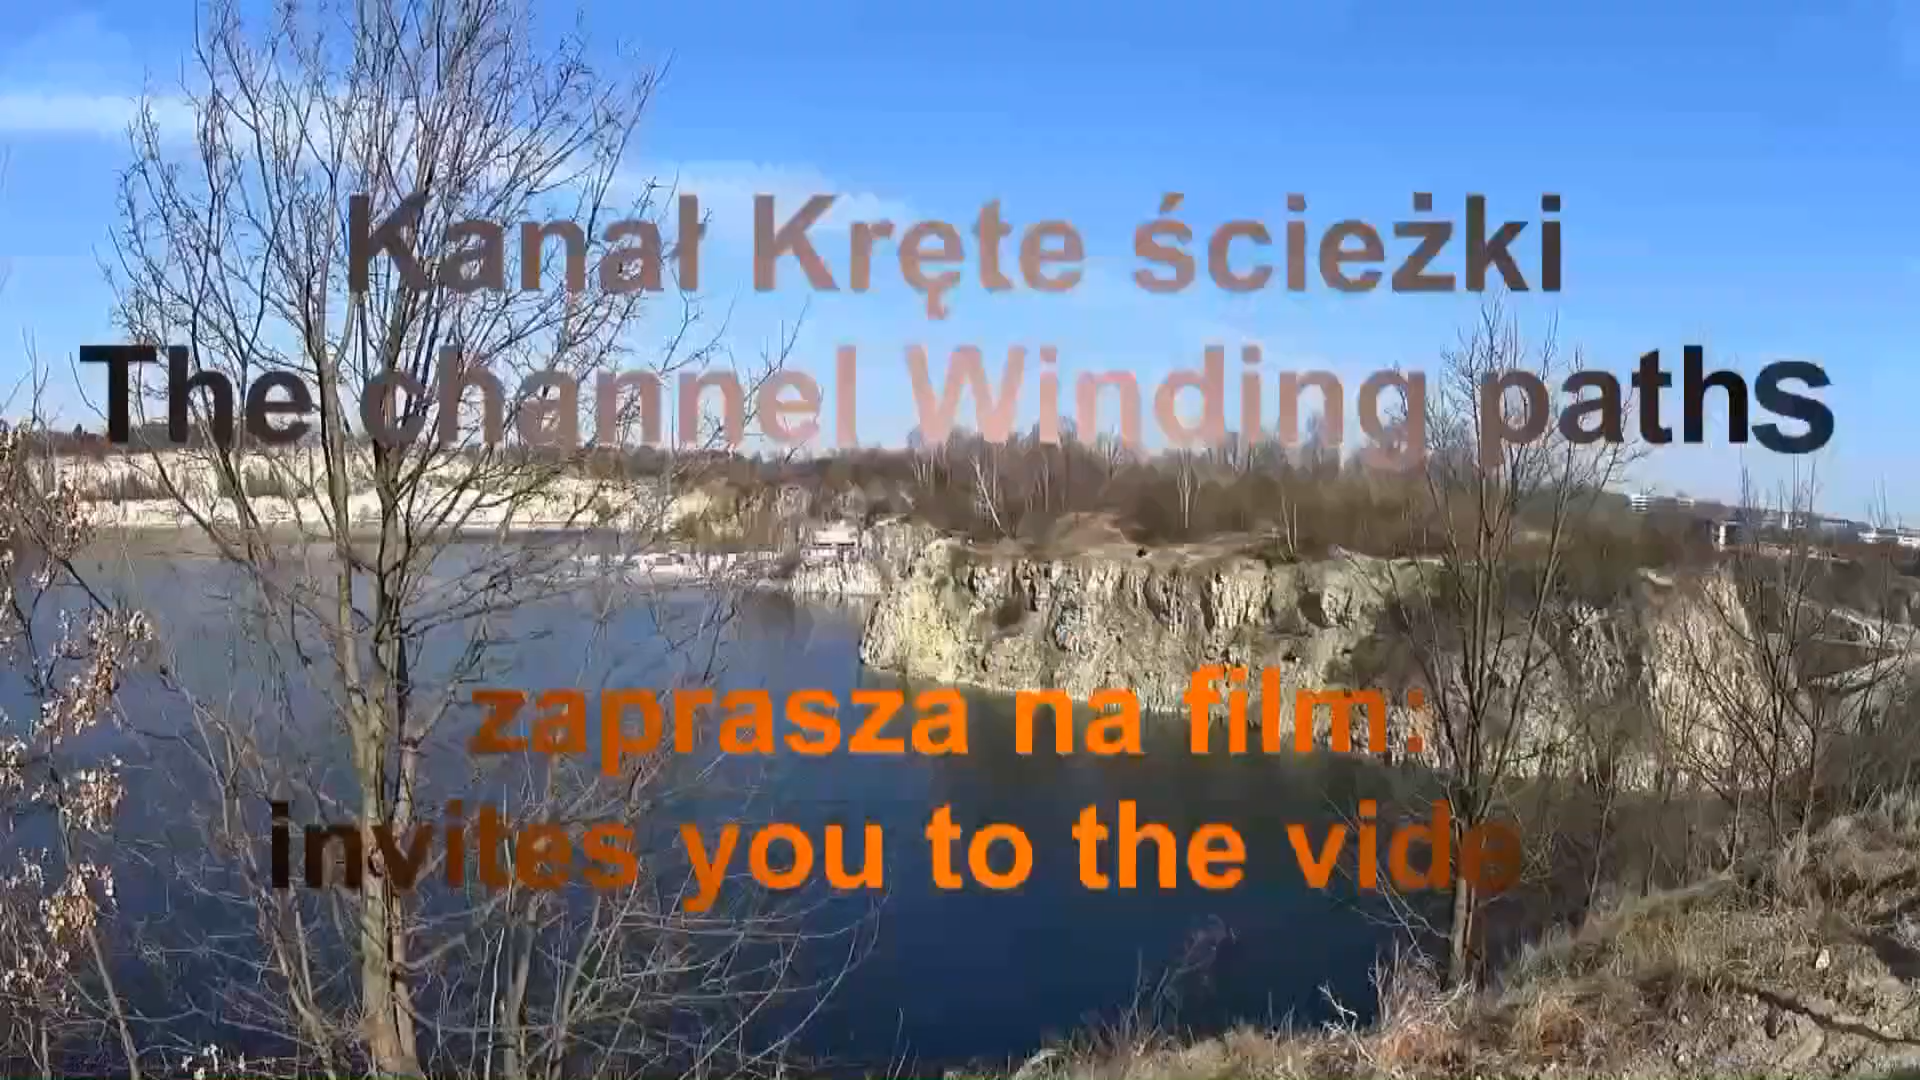 Kanał Kręte ścieżki
The channel Winding paths
zaprasza na film:
invites you to the vide